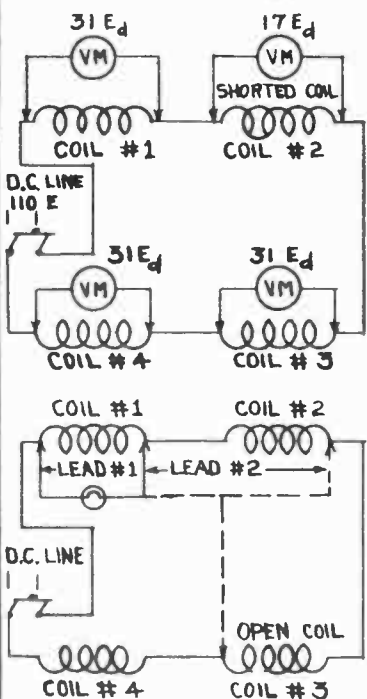 31 Ed 17 Ed
VM VM
SHORTED COIL
COIL #1 COIL #2
D.C. LINE
110 E
31 Ed 31 Ed
VM VM
COIL #4 COIL #3
COIL #1 COIL #2
LEAD #1 LEAD #2
D.C. LINE
OPEN COIL
COIL #4 COIL #3